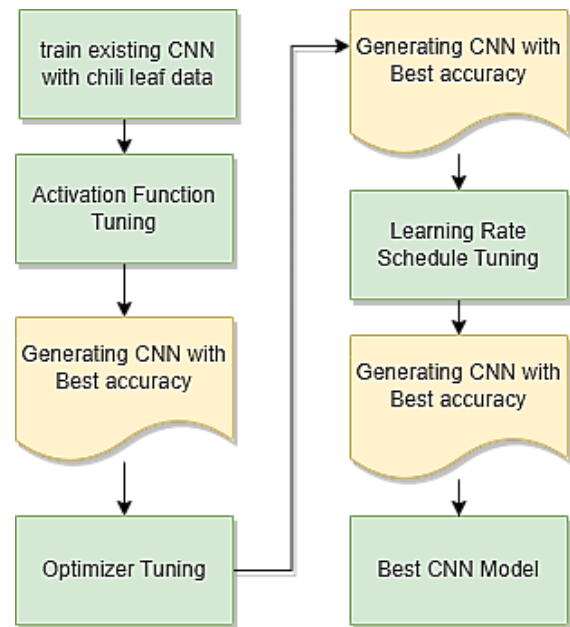 train existing CNN
with chili leaf data
Activation Function
Tuning
Generating CNN with
Best accuracy
Optimizer Tuning
Generating CNN with
Best accuracy
Learning Rate
Schedule Tuning
Generating CNN with
Best accuracy
Best CNN Model